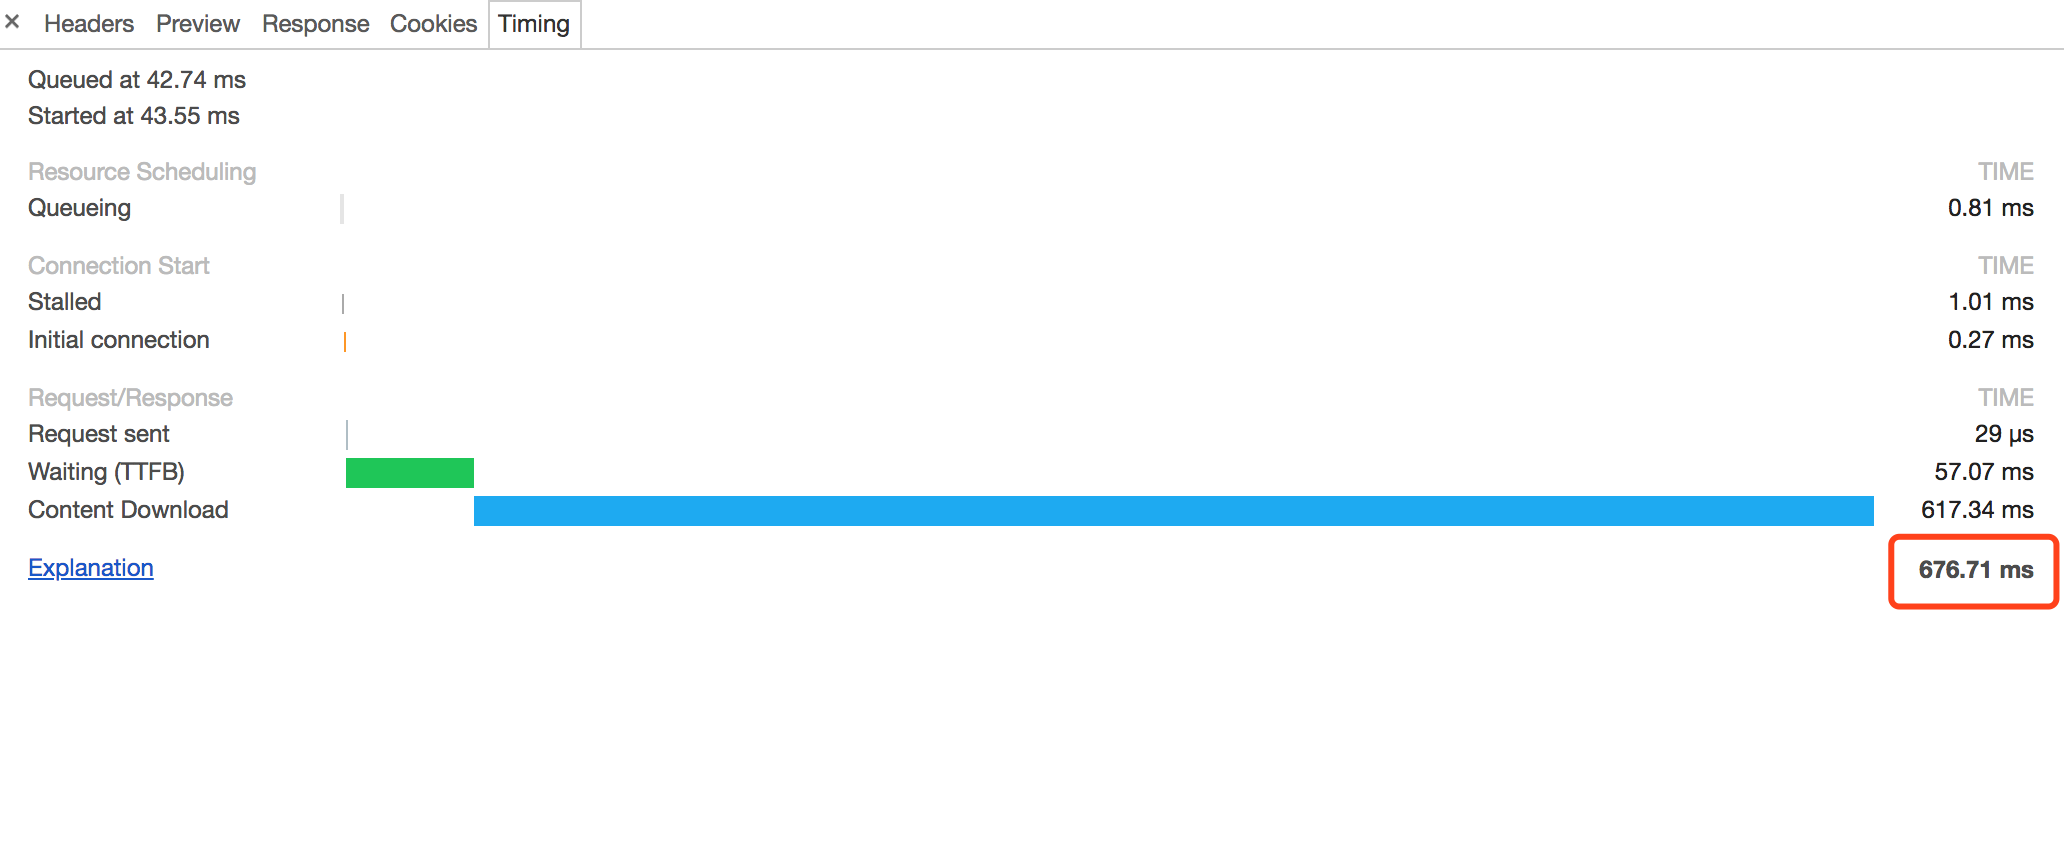 × Headers Preview Response Cookies Timing
Queued at 42.74 ms
Started at 43.55 ms
Resource Scheduling TIME
Queueing 0.81 ms
Connection Start TIME
Stalled 1.01 ms
Initial connection 0.27 ms
Request/Response TIME
Request sent 29 μs
Waiting (TTFB) 57.07 ms
Content Download 617.34 ms
Explanation 676.71 ms